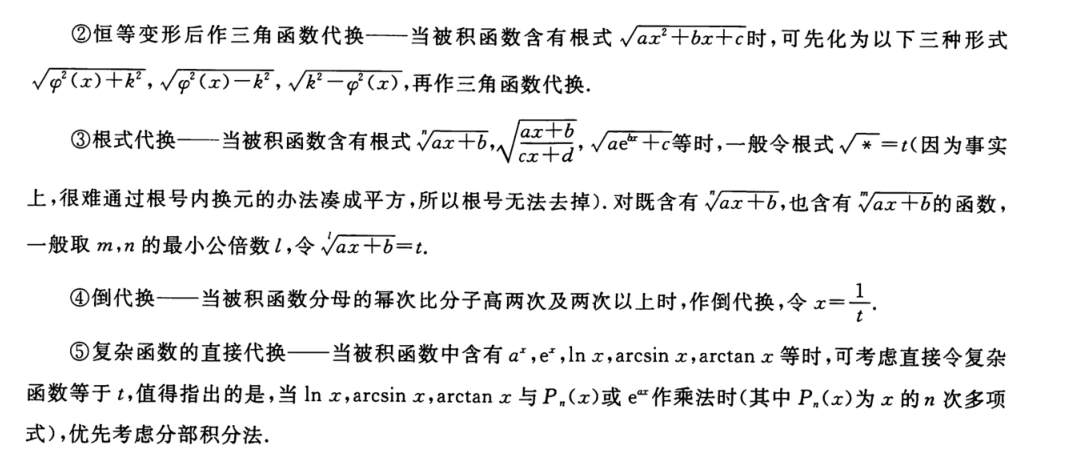 ②恒等变形后作三角函数代换——当被积函数含有根式 $\sqrt{ax^2+bx+c}$时,可先化为以下三种形式
$\sqrt{\varphi^2(x)+k^2}$,$\sqrt{\varphi^2(x)-k^2}$,$\sqrt{k^2-\varphi^2(x)}$,再作三角函数代换.
③根式代换——当被积函数含有根式 $\sqrt[n]{ax+b}$,$\sqrt{\frac{ax+b}{cx+d}}$,$\sqrt{ae^{bx}+c}$等时,一般令根式$\sqrt{*}=t$(因为事实
上,很难通过根号内换元的办法凑成平方,所以根号无法去掉).对既含有 $\sqrt[n]{ax+b}$,也含有 $\sqrt[m]{ax+b}$的函数,
一般取 m,n 的最小公倍数 l,令 $\sqrt[l]{ax+b}=t$.
④倒代换——当被积函数分母的幂次比分子高两次及两次以上时,作倒代换,令 $x=\frac{1}{t}$.
⑤复杂函数的直接代换——当被积函数中含有 $a^x$,$e^x$,ln x,arcsin x,arctan x 等时,可考虑直接令复杂
函数等于 t,值得指出的是,当 ln x,arcsin x,arctan x 与 $P_n(x)$或 $e^{ax}$作乘法时(其中 $P_n(x)$为 x 的 n 次多项
式),优先考虑分部积分法.